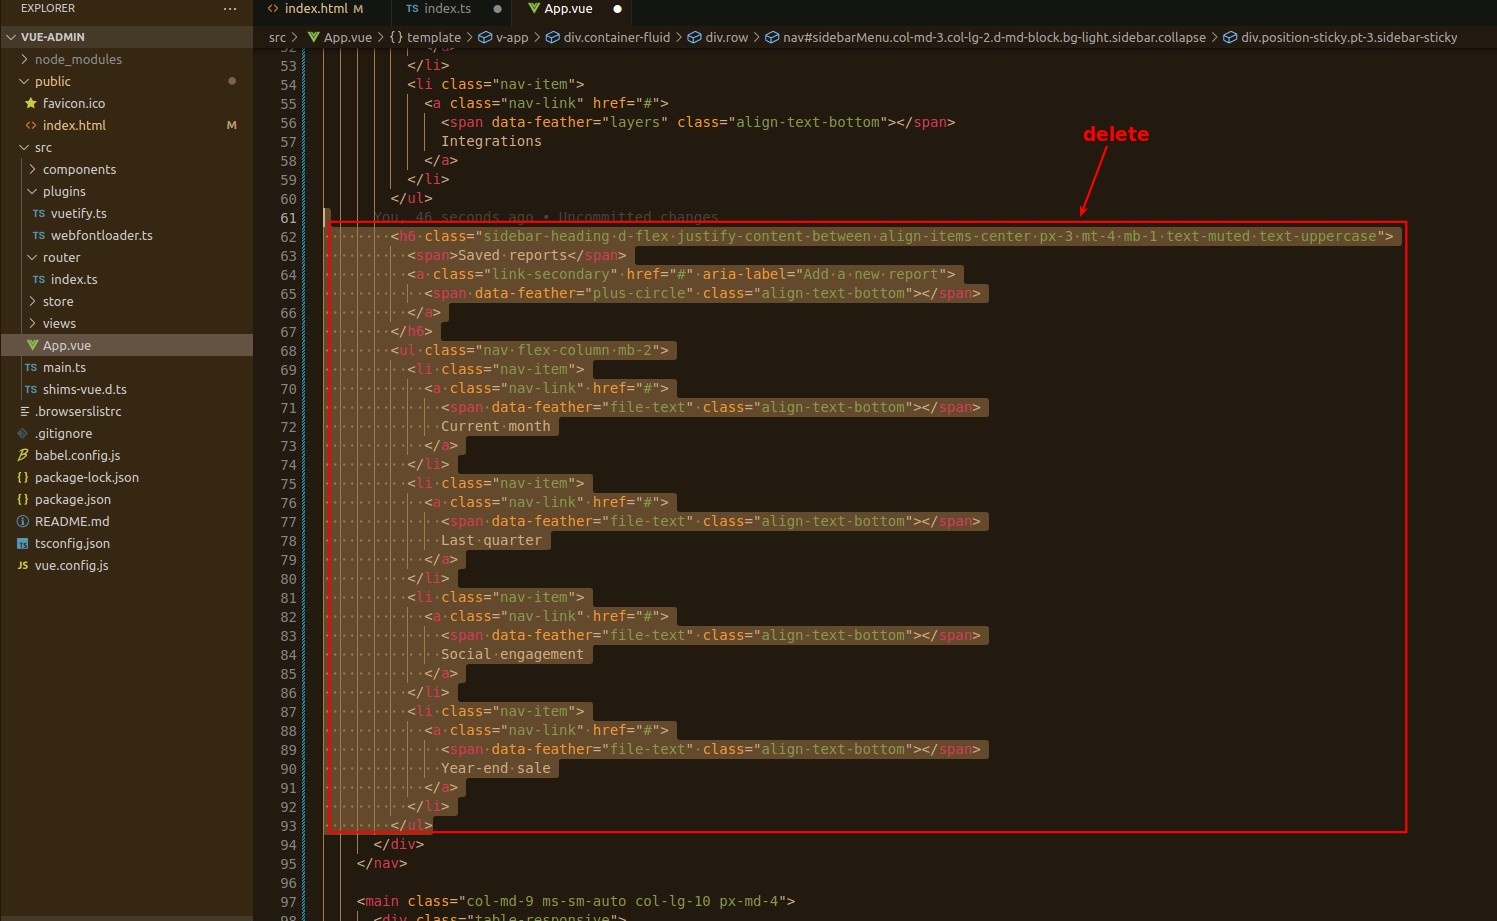 EXPLORER ···
index.html M
index.ts
App.vue
VUE-ADMIN
node_modules
public
favicon.ico
index.html M
src
components
plugins
TS vuetify.ts
TS webfontloader.ts
router
TS index.ts
store
views
App.vue
TS main.ts
TS shims-vue.d.ts
.browserslistrc
.gitignore
babel.config.js
package-lock.json
package.json
README.md
tsconfig.json
JS vue.config.js
src > App.vue > {} template > v-app > div.container-fluid > div.row > nav#sidebarMenu.col-md-3.col-lg-2.d-md-block.bg-light.sidebar.collapse > div.position-sticky.pt-3.sidebar-sticky
52 </a>
53 </li>
54 <li class="nav-item">
55 <a class="nav-link" href="#">
56 <span data-feather="layers" class="align-text-bottom"></span>
57 Integrations
58 </a>
59 </li>
60 </ul>
delete
61 You, 46 seconds ago • Uncommitted changes
62 <h6 class="sidebar-heading d-flex justify-content-between align-items-center px-3 mt-4 mb-1 text-muted text-uppercase">
63 <span>Saved reports</span>
64 <a class="link-secondary" href="#" aria-label="Add a new report">
65 <span data-feather="plus-circle" class="align-text-bottom"></span>
66 </a>
67 </h6>
68 <ul class="nav flex-column mb-2">
69 <li class="nav-item">
70 <a class="nav-link" href="#">
71 <span data-feather="file-text" class="align-text-bottom"></span>
72 Current month
73 </a>
74 </li>
75 <li class="nav-item">
76 <a class="nav-link" href="#">
77 <span data-feather="file-text" class="align-text-bottom"></span>
78 Last quarter
79 </a>
80 </li>
81 <li class="nav-item">
82 <a class="nav-link" href="#">
83 <span data-feather="file-text" class="align-text-bottom"></span>
84 Social engagement
85 </a>
86 </li>
87 <li class="nav-item">
88 <a class="nav-link" href="#">
89 <span data-feather="file-text" class="align-text-bottom"></span>
90 Year-end sale
91 </a>
92 </li>
93 </ul>
94 </div>
95 </nav>
96
97 <main class="col-md-9 ms-sm-auto col-lg-10 px-md-4">
98 <div class="table-responsive">